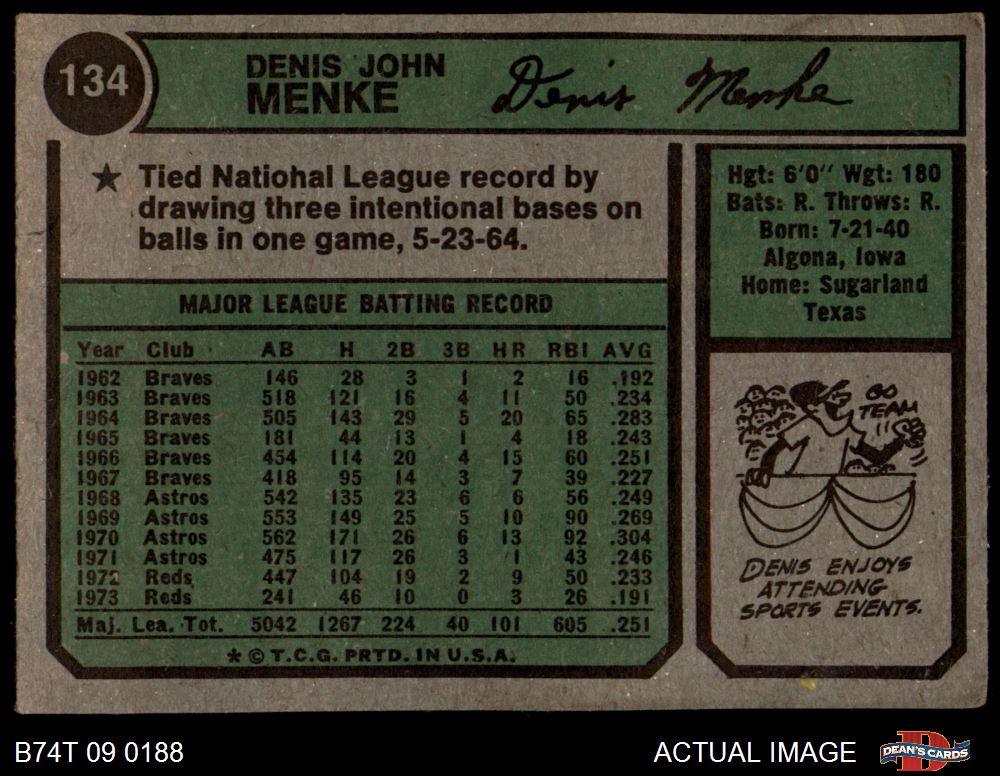 134
DENIS JOHN
MENKE
Denis Menke
★ Tied National League record by
drawing three intentional bases on
balls in one game, 5-23-64.
Hgt: 6'0" Wgt: 180
Bats: R. Throws: R.
Born: 7-21-40
Algona, Iowa
Home: Sugarland
Texas
MAJOR LEAGUE BATTING RECORD
Year Club AB H 2B 3B HR RBI AVG
1962 Braves 146 28 3 1 2 16 .192
1963 Braves 518 121 16 4 11 50 .234
1964 Braves 505 143 29 5 20 65 .283
1965 Braves 181 44 13 1 4 18 .243
1966 Braves 454 114 20 4 15 60 .251
1967 Braves 418 95 14 3 7 39 .227
1968 Astros 542 135 23 6 6 56 .249
1969 Astros 553 149 25 5 10 90 .269
1970 Astros 562 171 26 6 13 92 .304
1971 Astros 475 117 26 3 1 43 .246
1972 Reds 447 104 19 2 9 50 .233
1973 Reds 241 46 10 0 3 26 .191
Maj. Lea. Tot. 5042 1267 224 40 101 605 .251
* © T.C.G. PRTD. IN U.S.A.
GO
TEAM
DENIS ENJOYS
ATTENDING
SPORTS EVENTS.
B74T 09 0188
ACTUAL IMAGE
DEAN'S CARDS